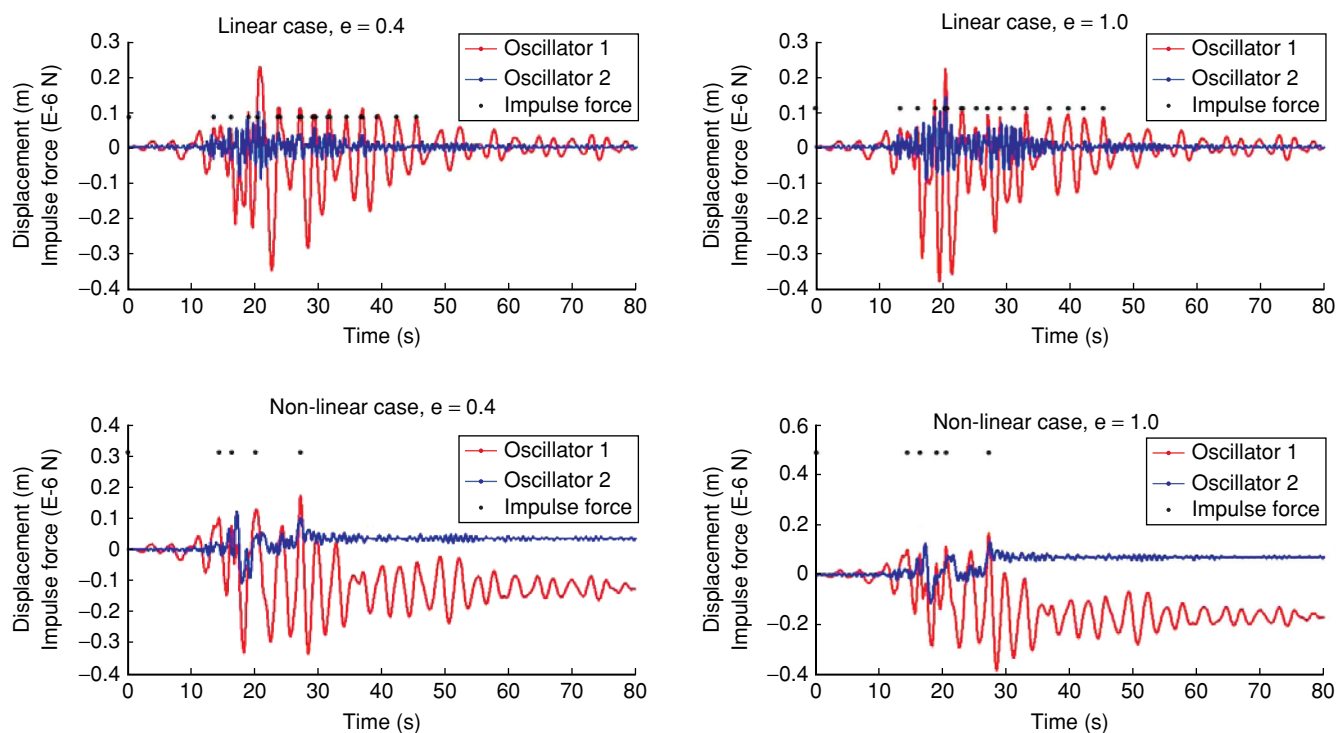 Linear case, e = 0.4
Displacement (m)
Impulse force (E-6 N)
0.3
0.2
0.1
0
−0.1
−0.2
−0.3
−0.4
0 10 20 30 40 50 60 70 80
Time (s)
Oscillator 1
Oscillator 2
Impulse force
Linear case, e = 1.0
Displacement (m)
Impulse force (E-6 N)
0.3
0.2
0.1
0
−0.1
−0.2
−0.3
−0.4
0 10 20 30 40 50 60 70 80
Time (s)
Oscillator 1
Oscillator 2
Impulse force
Non-linear case, e = 0.4
Displacement (m)
Impulse force (E-6 N)
0.4
0.3
0.2
0.1
0
−0.1
−0.2
−0.3
0.4
0 10 20 30 40 50 60 70 80
Time (s)
Oscillator 1
Oscillator 2
Impulse force
Non-linear case, e = 1.0
Displacement (m)
Impulse force (E-6 N)
0.6
0.4
0.2
0
−0.2
−0.4
0 10 20 30 40 50 60 70 80
Time (s)
Oscillator 1
Oscillator 2
Impulse force